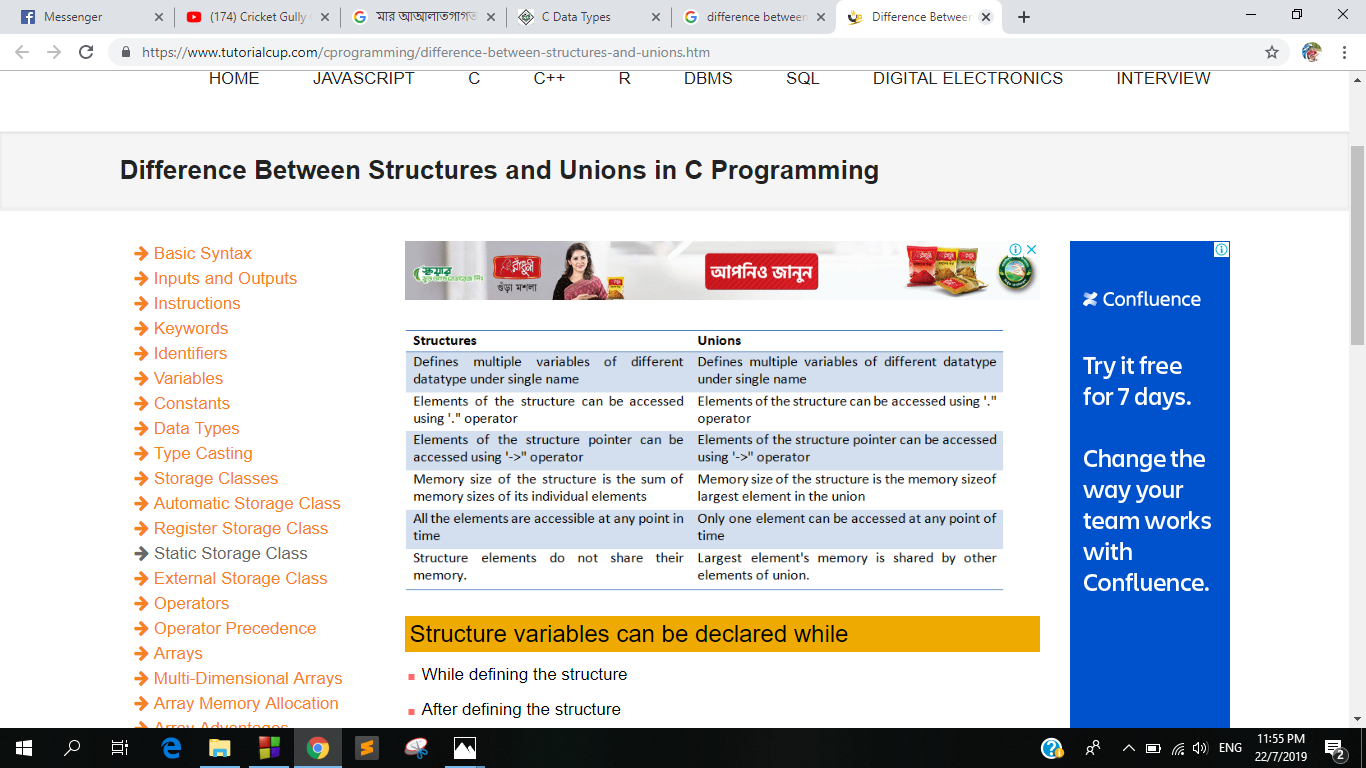 Messenger
(174) Cricket Gully
মার আআলাতগাগত
C Data Types
difference between
Difference Between
https://www.tutorialcup.com/cprogramming/difference-between-structures-and-unions.htm
HOME JAVASCRIPT C C++ R DBMS SQL DIGITAL ELECTRONICS INTERVIEW
Difference Between Structures and Unions in C Programming
Basic Syntax
Inputs and Outputs
Instructions
Keywords
Identifiers
Variables
Constants
Data Types
Type Casting
Storage Classes
Automatic Storage Class
Register Storage Class
Static Storage Class
External Storage Class
Operators
Operator Precedence
Arrays
Multi-Dimensional Arrays
Array Memory Allocation
Array Advantages
স্কয়ার
রাঁধুনী
গুঁড়া মশলা
আপনিও জানুন
Structures Unions
Defines multiple variables of different
datatype under single name
Defines multiple variables of different datatype
under single name
Elements of the structure can be accessed
using '." operator
Elements of the structure can be accessed using '."
operator
Elements of the structure pointer can be
accessed using '->" operator
Elements of the structure pointer can be accessed
using '->" operator
Memory size of the structure is the sum of
memory sizes of its individual elements
Memory size of the structure is the memory sizeof
largest element in the union
All the elements are accessible at any point in
time
Only one element can be accessed at any point of
time
Structure elements do not share their
memory.
Largest element's memory is shared by other
elements of union.
Structure variables can be declared while
While defining the structure
After defining the structure
Confluence
Try it free
for 7 days.
Change the
way your
team works
with
Confluence.
ENG
11:55 PM
22/7/2019
2